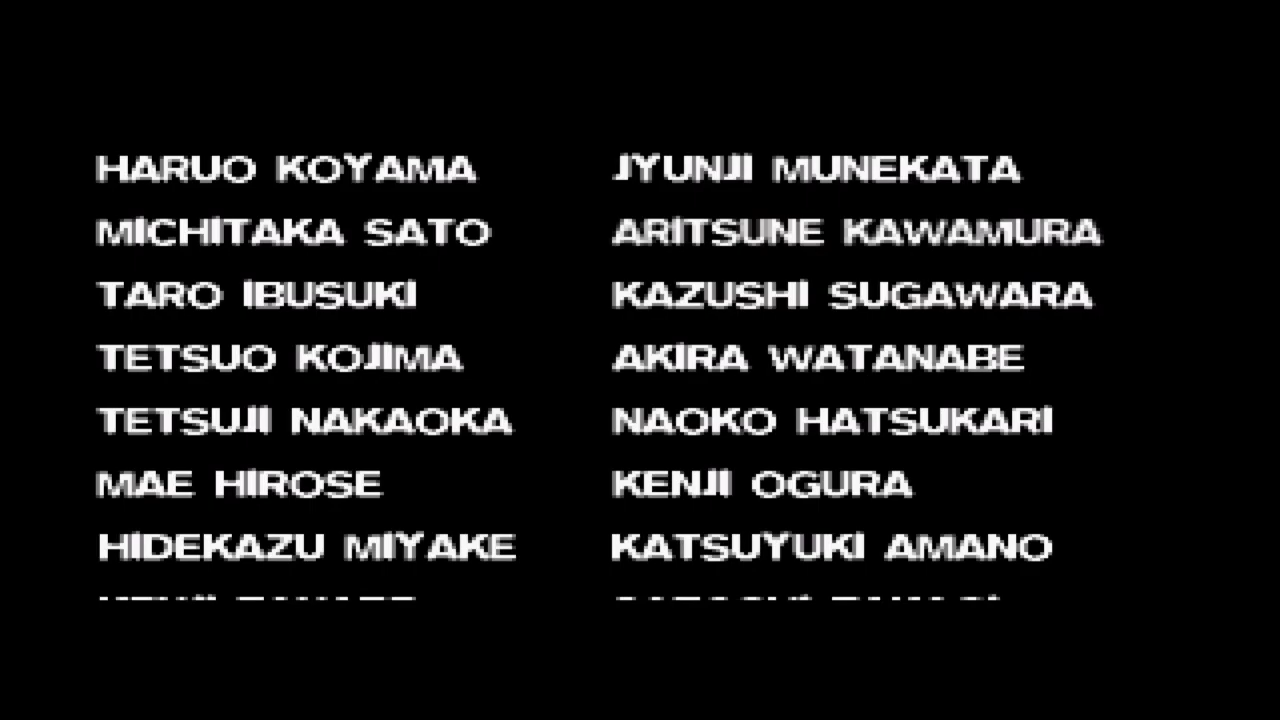 HARUO KOYAMA JYUNJI MUNEKATA
MICHITAKA SATO ARITSUNE KAWAMURA
TARO IBUSUKI KAZUSHI SUGAWARA
TETSUO KOJIMA AKIRA WATANABE
TETSUJI NAKAOKA NAOKO HATSUKARI
MAE HIROSE KENJI OGURA
HIDEKAZU MIYAKE KATSUYUKI AMANO